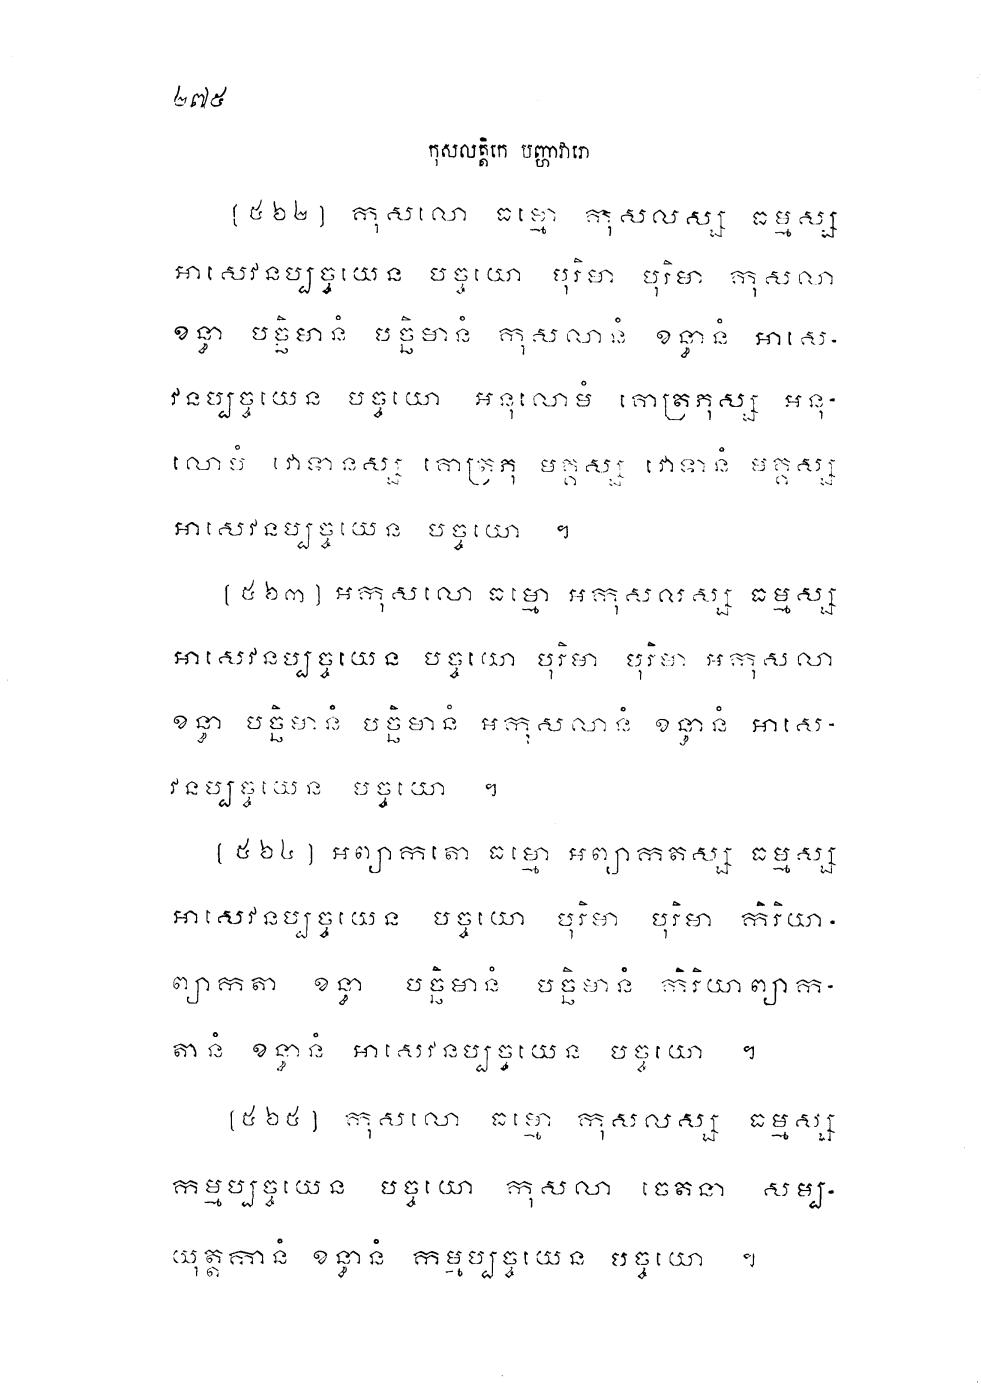 ២៧៥
កុសលត្តិកេ បញ្ហាវារោ
[៥៦២] កុសលោ ធម្មោ កុសលស្ស ធម្មស្ស
អាសេវនប្បច្ចយេន បច្ចយោ បុរិមា បុរិមា កុសលា
ខន្ធា បច្ឆិមានំ បច្ឆិមានំ កុសលានំ ខន្ធានំ អាសេ-
វនប្បច្ចយេន បច្ចយោ អនុលោមំ គោត្រភុស្ស អនុ-
លោមំ វោទានស្ស គោត្រភុ មគ្គស្ស វោទានំ មគ្គស្ស
អាសេវនប្បច្ចយេន បច្ចយោ ។
[៥៦៣] អកុសលោ ធម្មោ អកុសលស្ស ធម្មស្ស
អាសេវនប្បច្ចយេន បច្ចយោ បុរិមា បុរិមា អកុសលា
ខន្ធា បច្ឆិមានំ បច្ឆិមានំ អកុសលានំ ខន្ធានំ អាសេ-
វនប្បច្ចយេន បច្ចយោ ។
[៥៦៤] អព្យាកតោ ធម្មោ អព្យាកតស្ស ធម្មស្ស
អាសេវនប្បច្ចយេន បច្ចយោ បុរិមា បុរិមា កិរិយា-
ព្យាកតា ខន្ធា បច្ឆិមានំ បច្ឆិមានំ កិរិយាព្យាក-
តានំ ខន្ធានំ អាសេវនប្បច្ចយេន បច្ចយោ ។
[៥៦៥] កុសលោ ធម្មោ កុសលស្ស ធម្មស្ស
កម្មប្បច្ចយេន បច្ចយោ កុសលា ចេតនា សម្ប-
យុត្តកានំ ខន្ធានំ កម្មប្បច្ចយេន បច្ចយោ ។